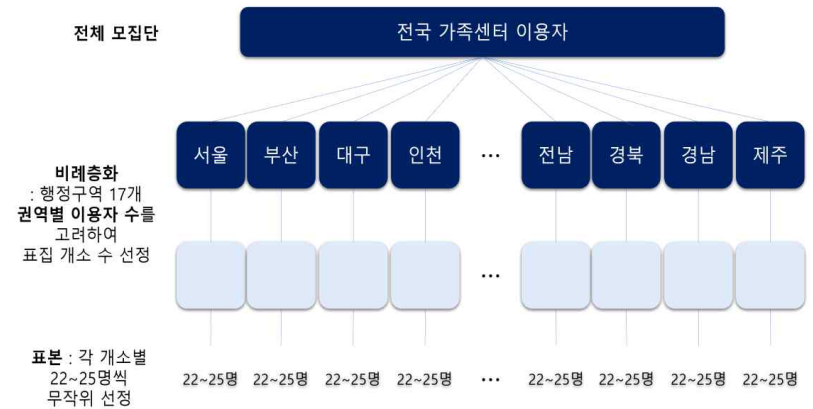 전체 모집단
전국 가족센터 이용자
서울 부산 대구 인천 ⋯ 전남 경북 경남 제주
비례층화
: 행정구역 17개
권역별 이용자 수를
고려하여
표집 개소 수 선정
⋯
표본 : 각 개소별
22~25명씩
무작위 선정
22~25명 22~25명 22~25명 22~25명 ⋯ 22~25명 22~25명 22~25명 22~25명